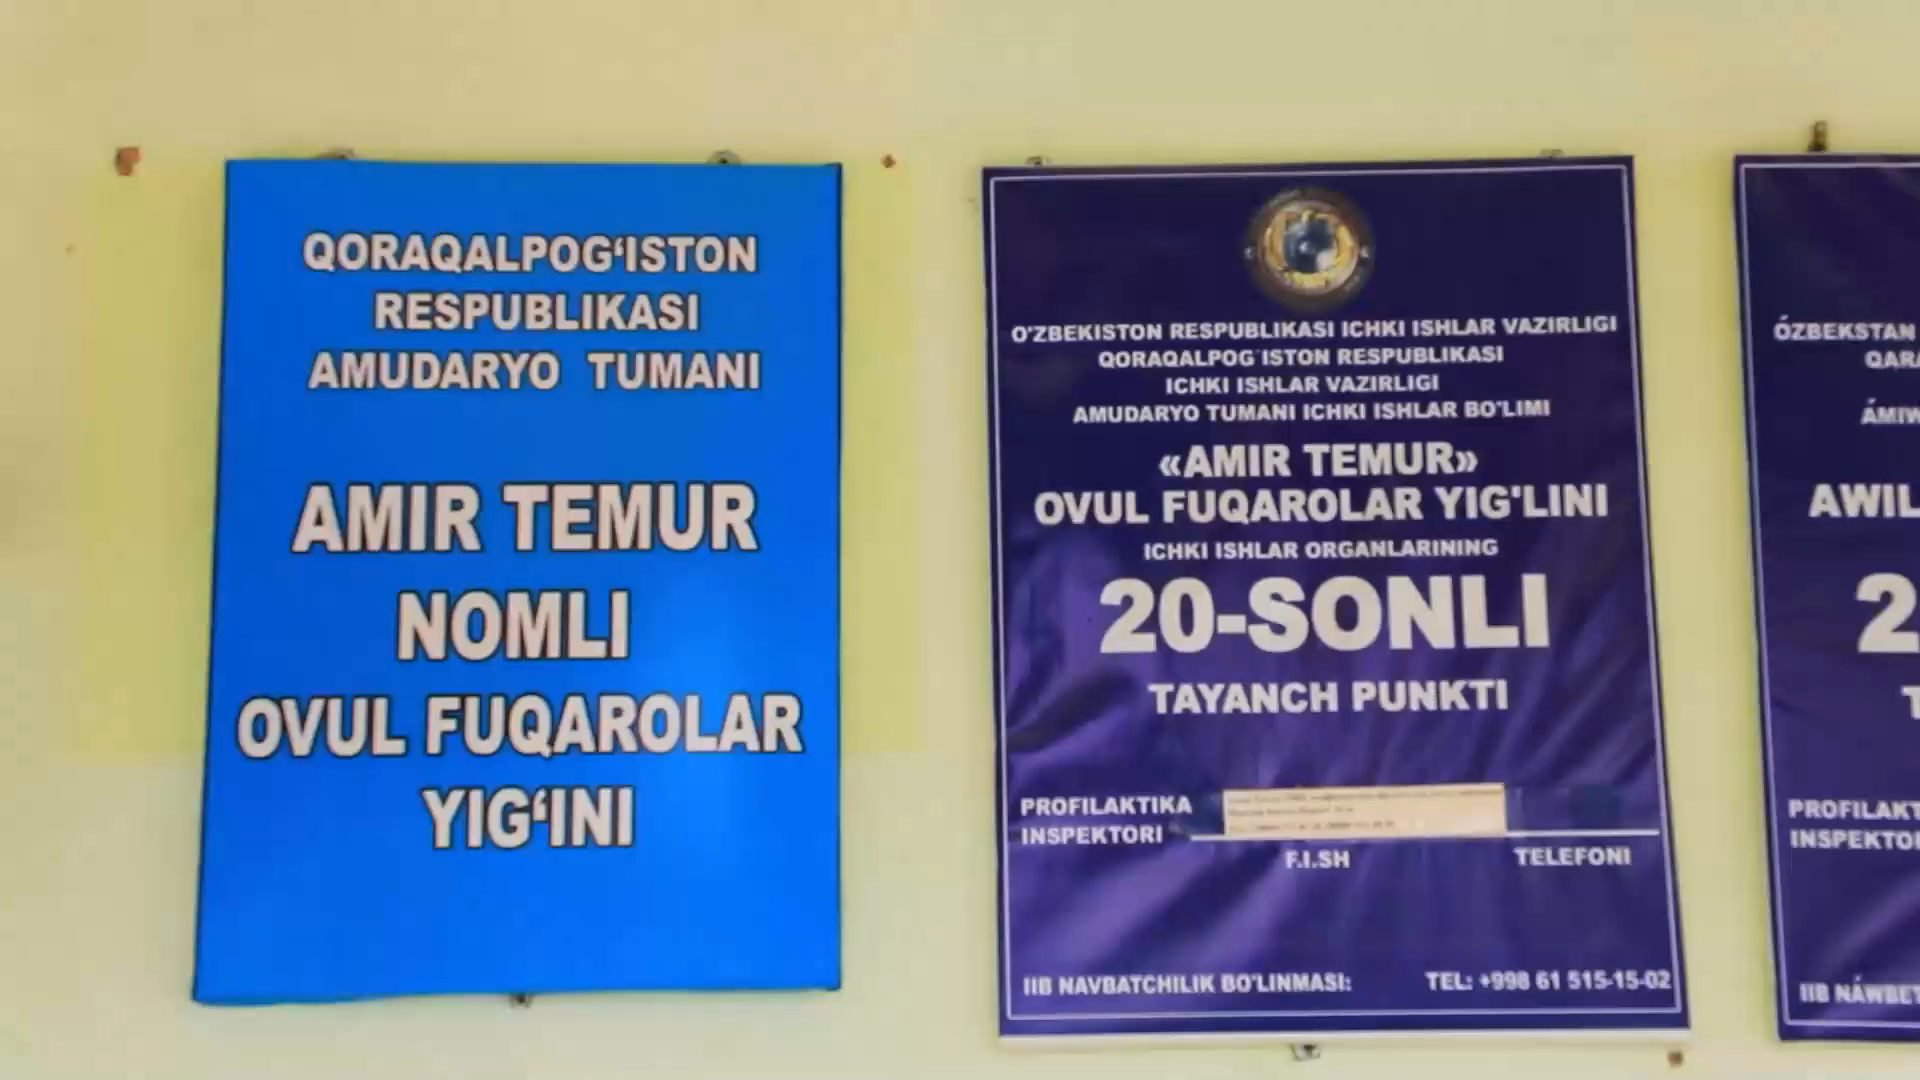 QORAQALPOG‘ISTON
RESPUBLIKASI
AMUDARYO TUMANI
AMIR TEMUR
NOMLI
OVUL FUQAROLAR
YIG‘INI
O'ZBEKISTON RESPUBLIKASI ICHKI ISHLAR VAZIRLIGI
QORAQALPOG'ISTON RESPUBLIKASI
ICHKI ISHLAR VAZIRLIGI
AMUDARYO TUMANI ICHKI ISHLAR BO'LIMI
«AMIR TEMUR»
OVUL FUQAROLAR YIG'LINI
ICHKI ISHLAR ORGANLARINING
20-SONLI
TAYANCH PUNKTI
PROFILAKTIKA
INSPEKTORI
F.I.SH TELEFONI
IIB NAVBATCHILIK BO'LINMASI: TEL: +998 61 515-15-02
ÓZBEKSTAN
QARA
ÁMIW
AWIL
2
T
PROFILAKT
INSPEKTO
IIB NÁWBET